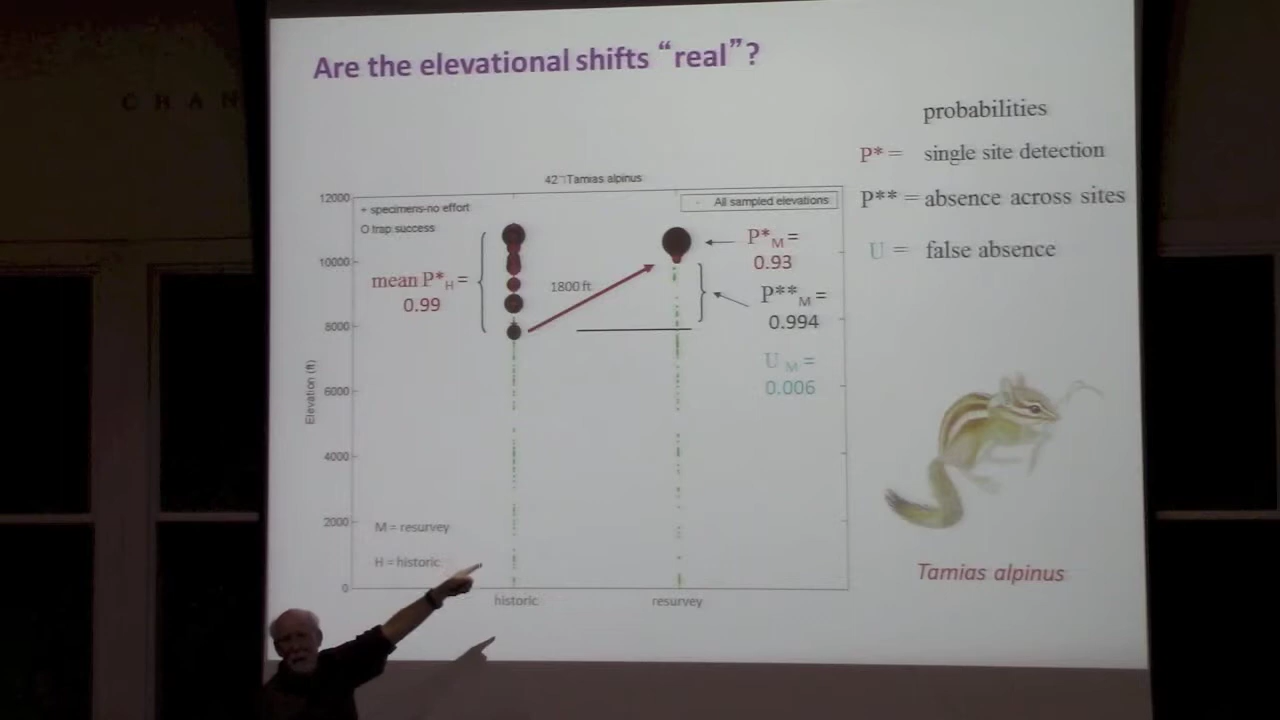 Are the elevational shifts “real”?
CHAN
probabilities
P* = single site detection
P** = absence across sites
U = false absence
Tamias alpinus
12000
10000
8000
6000
4000
2000
0
Elevation (ft)
+ specimens-no effort
O trap success
All sampled elevations
mean P*H =
0.99
1800 ft
P*M =
0.93
P**M =
0.994
U M =
0.006
M = resurvey
H = historic
historic
resurvey
Tamias alpinus